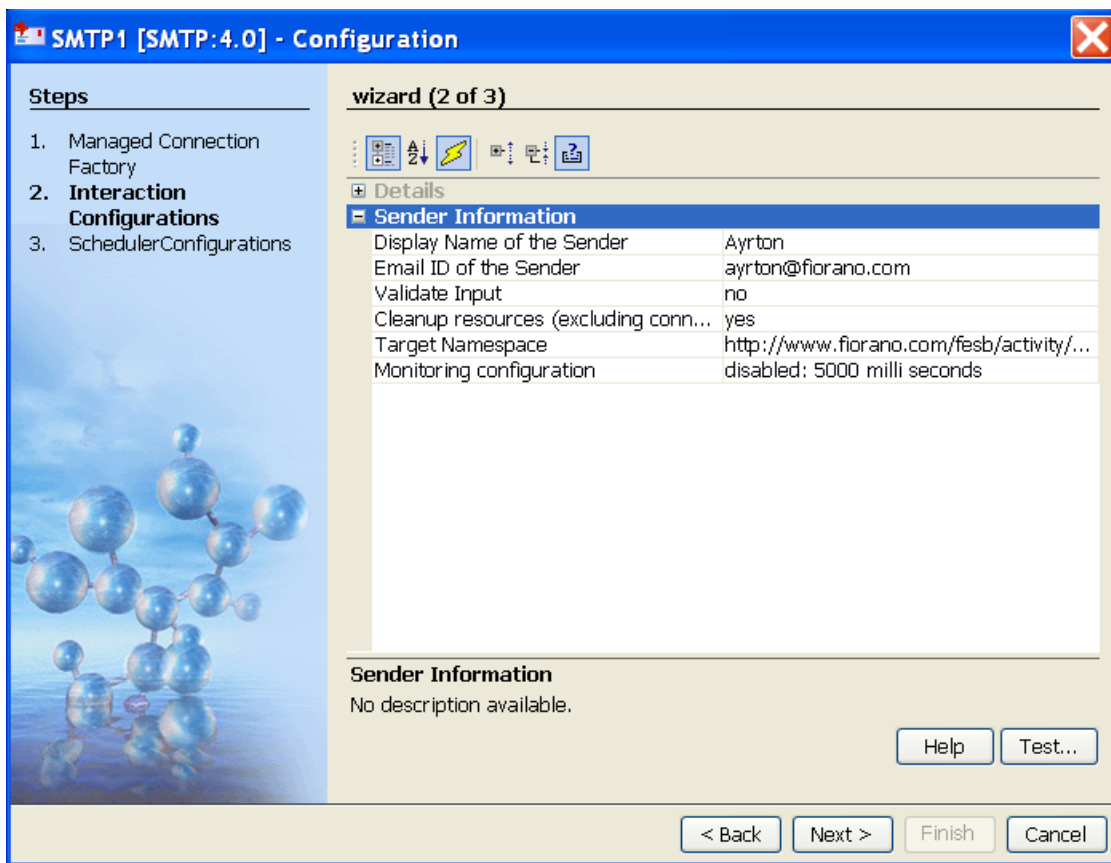 SMTP1 [SMTP:4.0] - Configuration
Steps
1. Managed Connection
Factory
2. Interaction
Configurations
3. SchedulerConfigurations
wizard (2 of 3)
Details
Sender Information
Display Name of the Sender Ayrton
Email ID of the Sender ayrton@fiorano.com
Validate Input no
Cleanup resources (excluding conn... yes
Target Namespace http://www.fiorano.com/fesb/activity/...
Monitoring configuration disabled: 5000 milli seconds
Sender Information
No description available.
Help Test...
< Back Next > Finish Cancel